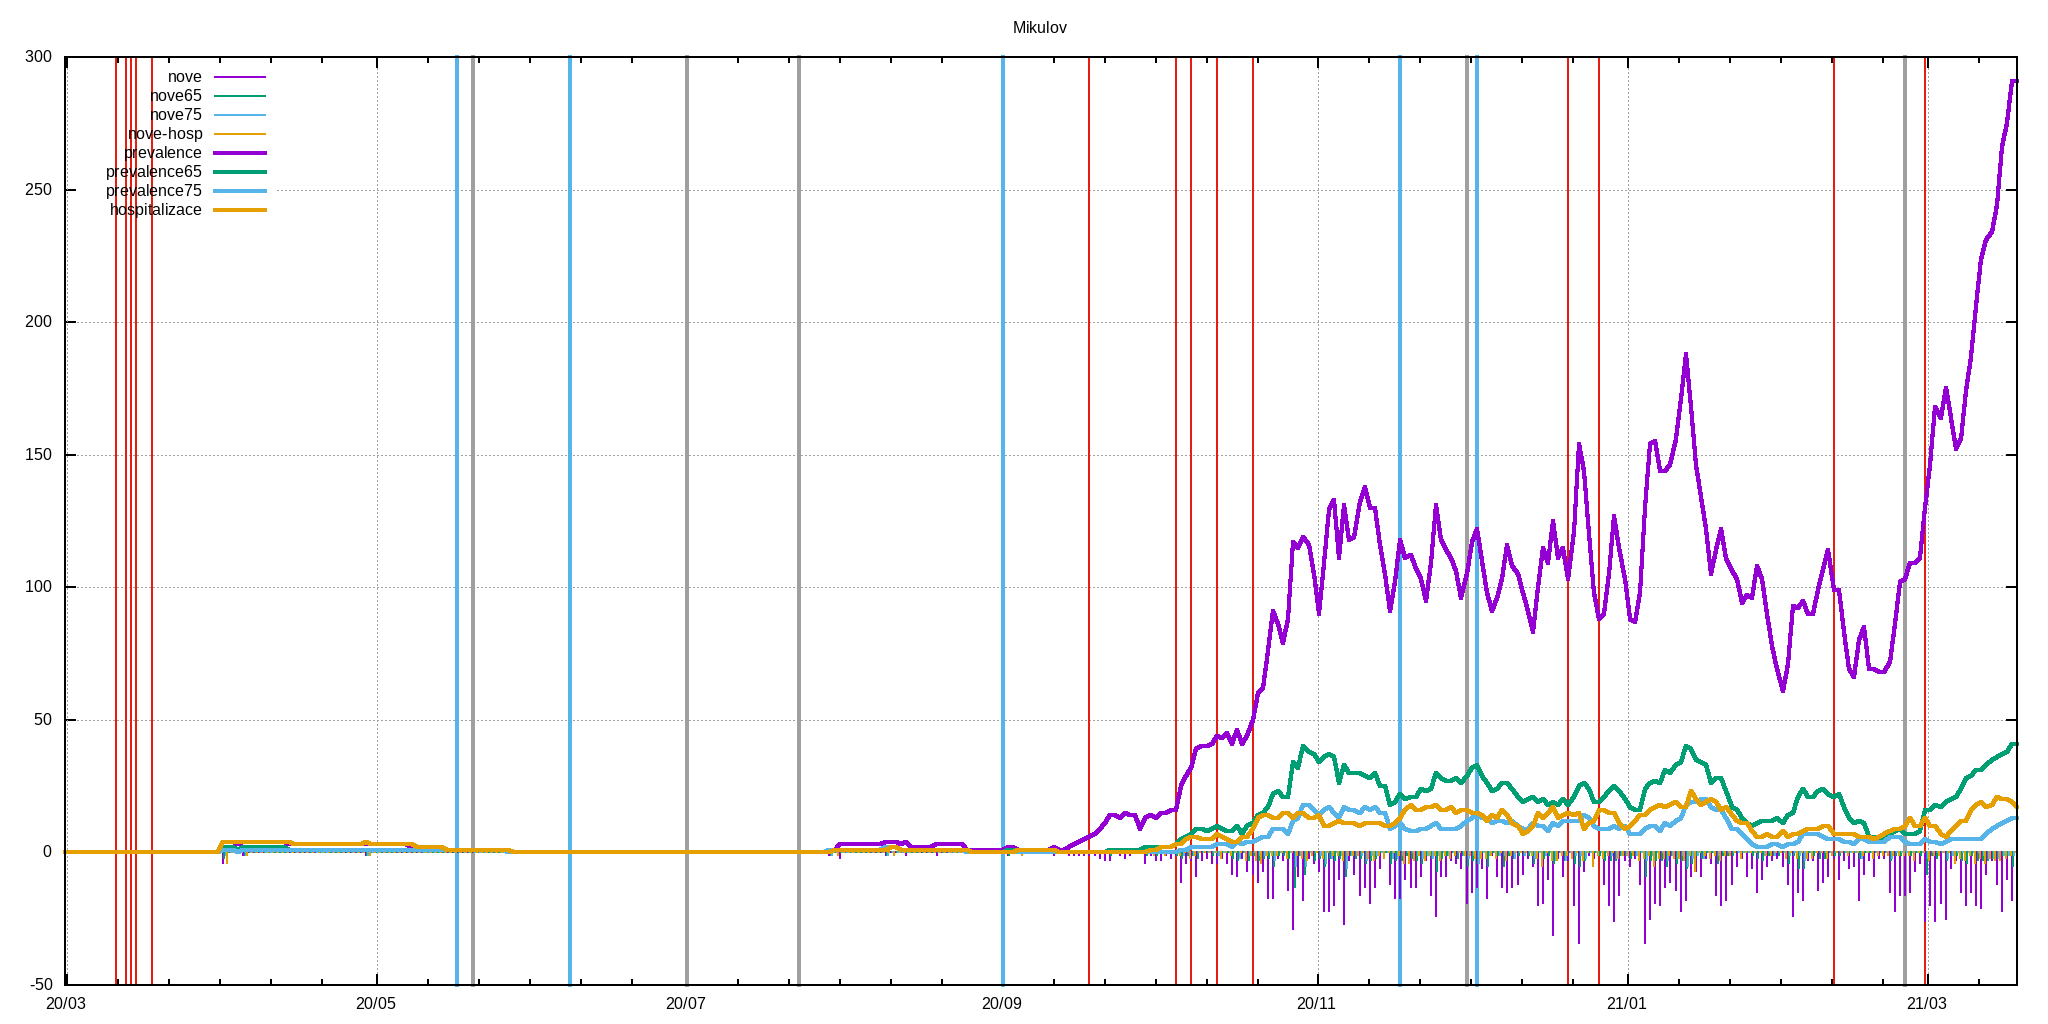 Mikulov
300
nove
nove65
nove75
nove-hosp
prevalence
prevalence65
prevalence75
hospitalizace
250
200
150
100
50
0
-50
20/03 20/05 20/07 20/09 20/11 21/01 21/03